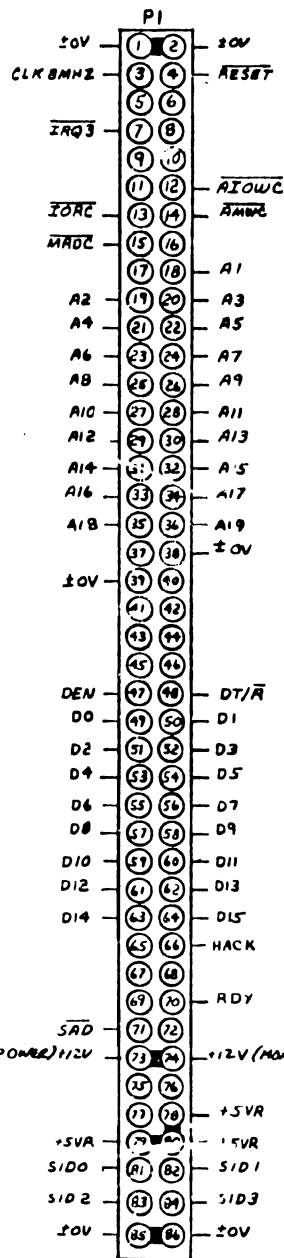 P1
±0V 1 2 ±0V
CLK 8MHZ 3 4 RESET
5 6
IRQ3 7 8
9 10
11 12 AIOWC
IORC 13 14 AMWC
MRDC 15 16
17 18 A1
A2 19 20 A3
A4 21 22 A5
A6 23 24 A7
A8 25 26 A9
A10 27 28 A11
A12 29 30 A13
A14 31 32 A15
A16 33 34 A17
A18 35 36 A19
37 38 ±0V
±0V 39 40
41 42
43 44
45 46
DEN 47 48 DT/R
D0 49 50 D1
D2 51 52 D3
D4 53 54 D5
D6 55 56 D7
D8 57 58 D9
D10 59 60 D11
D12 61 62 D13
D14 63 64 D15
65 66 HACK
67 68
69 70 RDY
SAD 71 72
POWER) +12V 73 74 +12V (MO
75 76
77 78 +5VR
+5VR 79 +5VR
SID0 81 82 SID1
SID2 83 84 SID3
±0V 85 86 ±0V